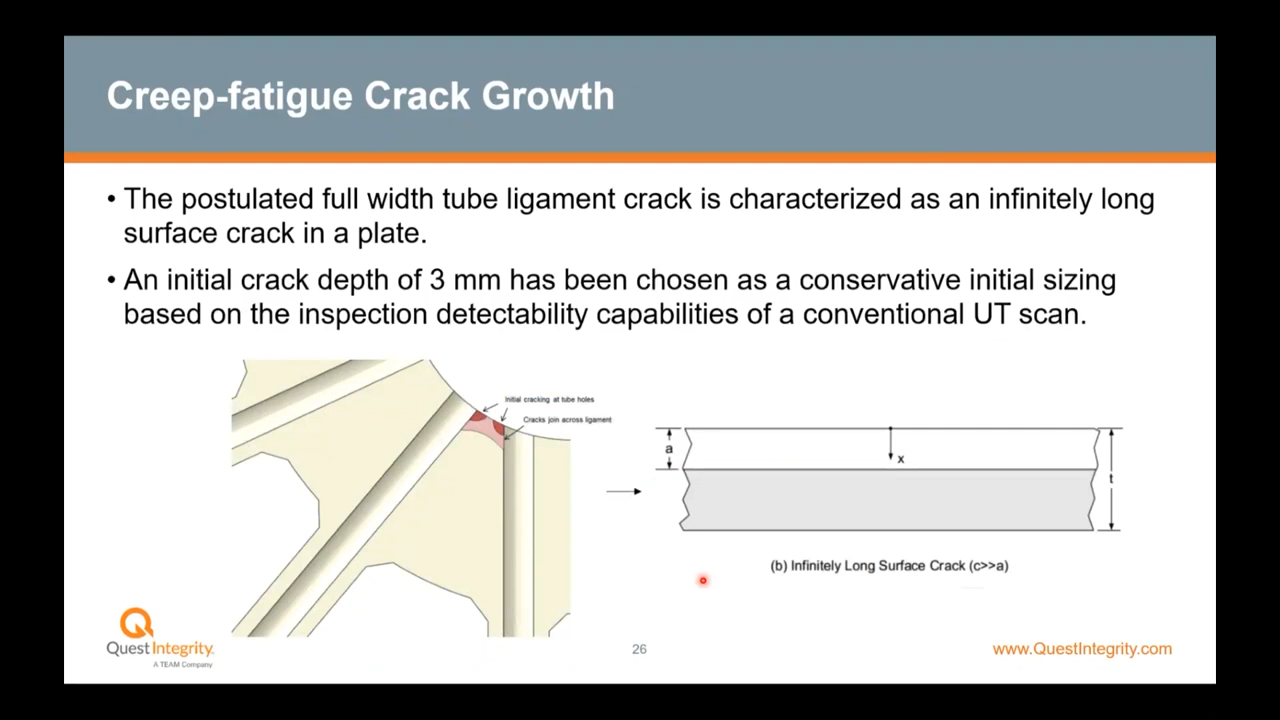 Creep-fatigue Crack Growth
• The postulated full width tube ligament crack is characterized as an infinitely long
surface crack in a plate.
• An initial crack depth of 3 mm has been chosen as a conservative initial sizing
based on the inspection detectability capabilities of a conventional UT scan.
Initial cracking at tube holes
Cracks join across ligament
a
x
t
(b) Infinitely Long Surface Crack (c>>a)
Quest Integrity
A TEAM Company
26
www.QuestIntegrity.com